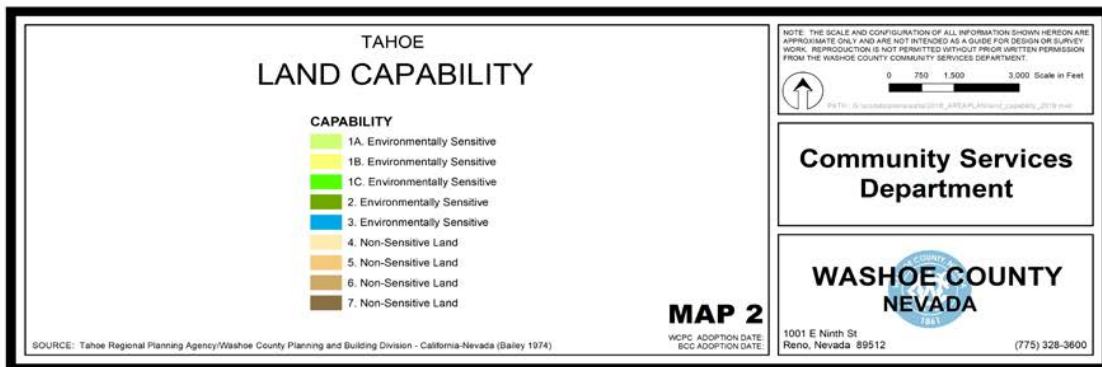 TAHOE
LAND CAPABILITY
CAPABILITY
1A. Environmentally Sensitive
1B. Environmentally Sensitive
1C. Environmentally Sensitive
2. Environmentally Sensitive
3. Environmentally Sensitive
4. Non-Sensitive Land
5. Non-Sensitive Land
6. Non-Sensitive Land
7. Non-Sensitive Land
MAP 2
WCPC ADOPTION DATE:
BCC ADOPTION DATE:
SOURCE: Tahoe Regional Planning Agency/Washoe County Planning and Building Division - California-Nevada (Bailey 1974)
NOTE: THE SCALE AND CONFIGURATION OF ALL INFORMATION SHOWN HEREON ARE
APPROXIMATE ONLY AND ARE NOT INTENDED AS A GUIDE FOR DESIGN OR SURVEY
WORK. REPRODUCTION IS NOT PERMITTED WITHOUT PRIOR WRITTEN PERMISSION
FROM THE WASHOE COUNTY COMMUNITY SERVICES DEPARTMENT.
0 750 1,500 3,000 Scale in Feet
PATH:
Community Services
Department
WASHOE COUNTY
NEVADA
1861
1001 E Ninth St
Reno, Nevada 89512
(775) 328-3600